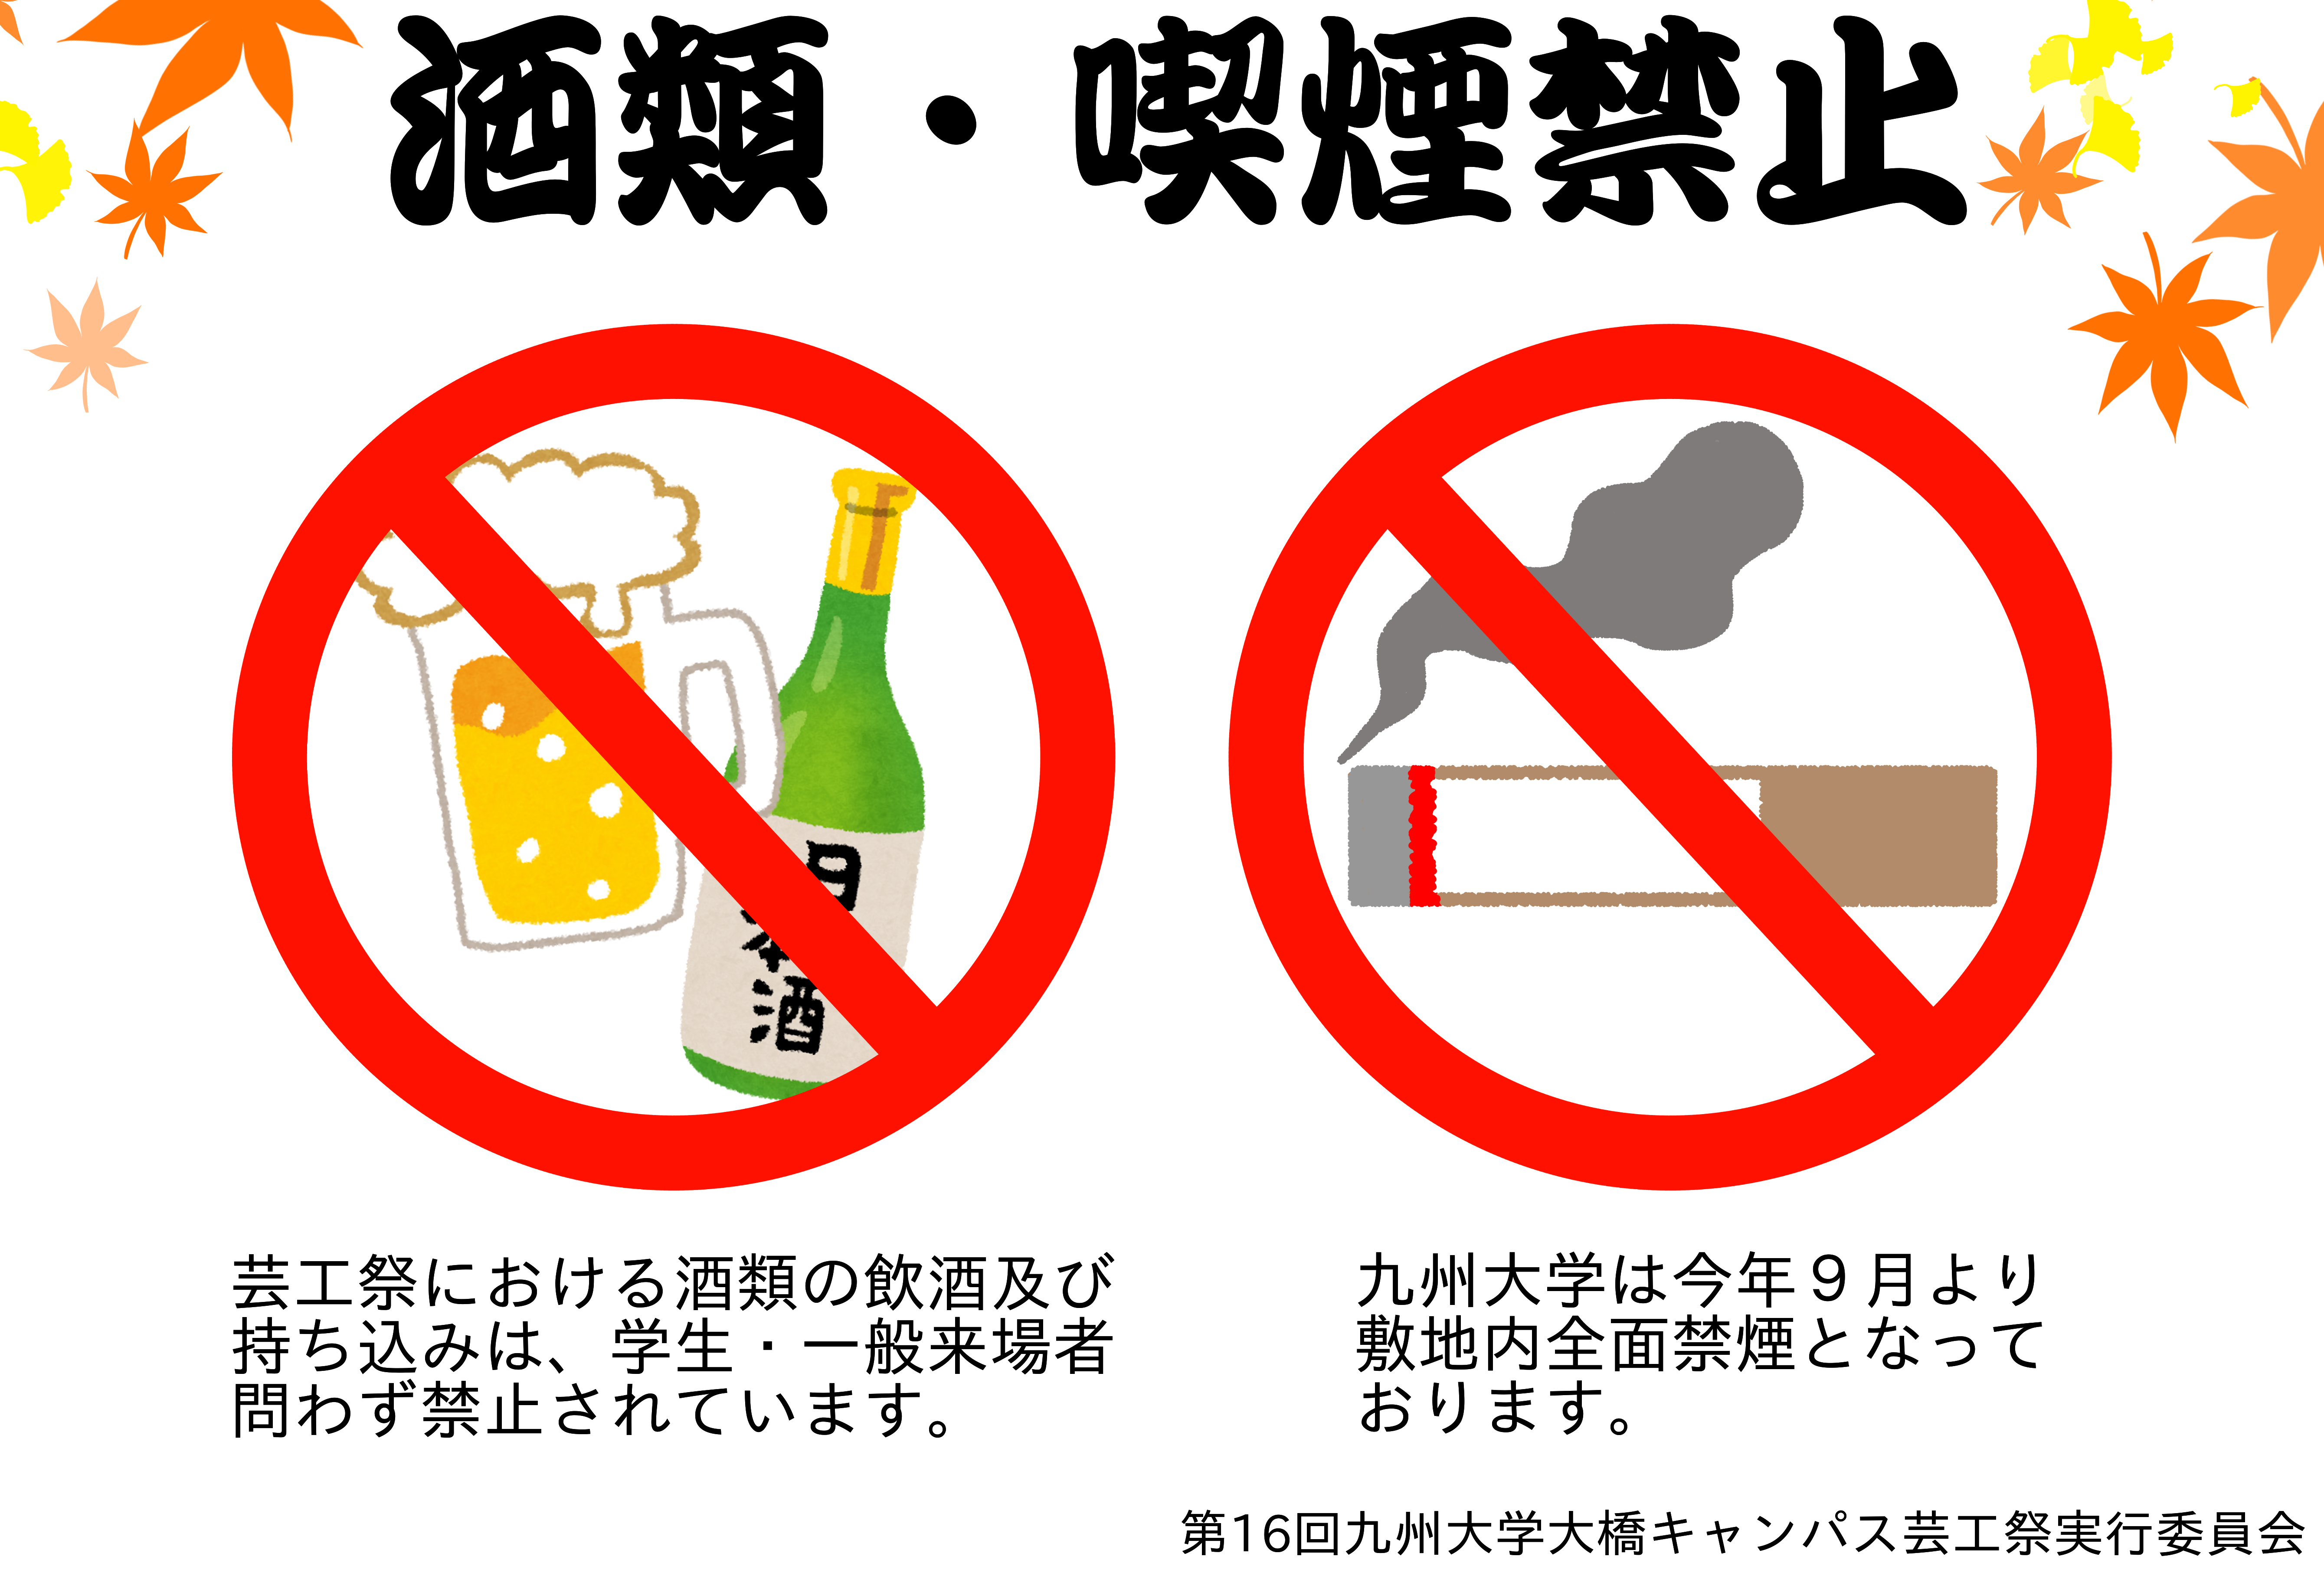 酒類・喫煙禁止
日本酒
芸工祭における酒類の飲酒及び
持ち込みは、学生・一般来場者
問わず禁止されています。
九州大学は今年９月より
敷地内全面禁煙となって
おります。
第16回九州大学大橋キャンパス芸工祭実行委員会